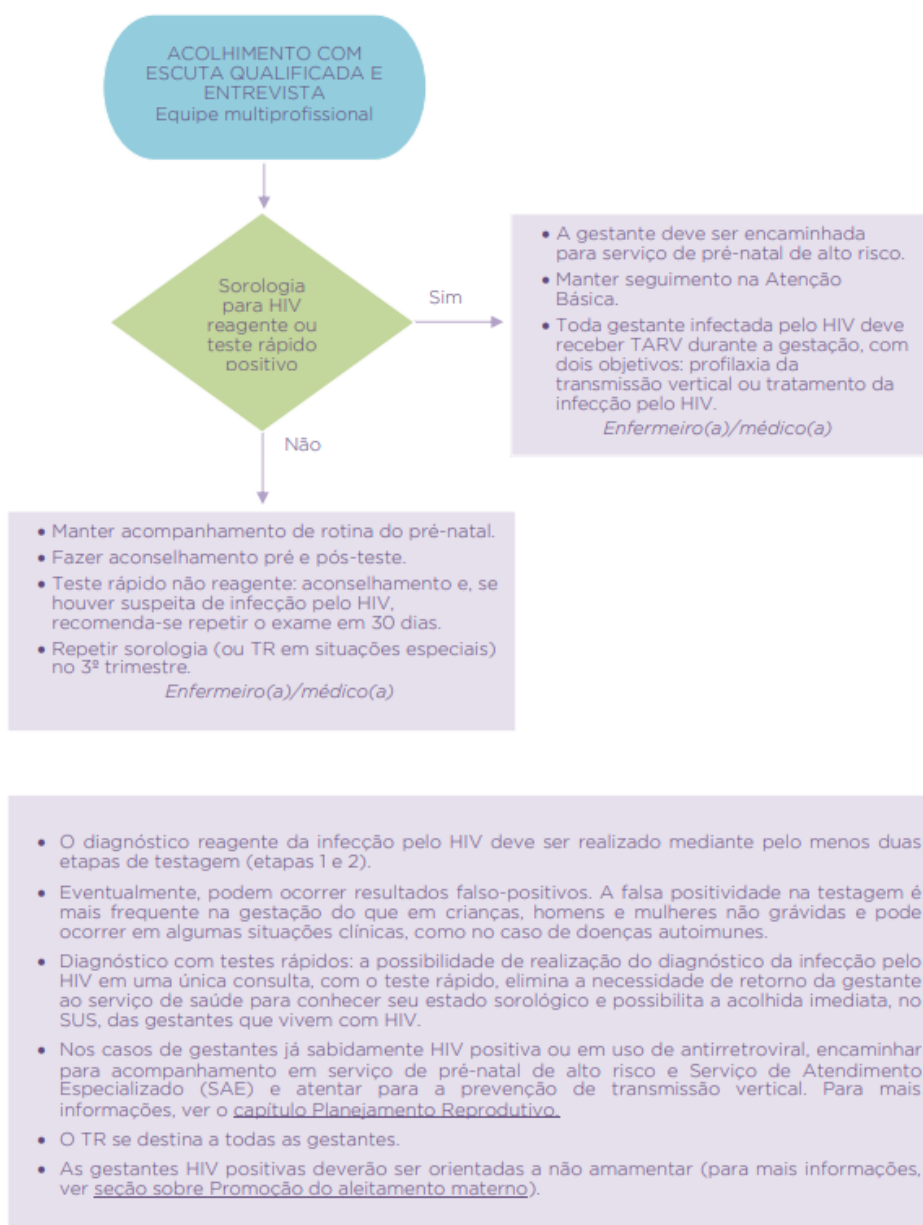 ACOLHIMENTO COM
ESCUTA QUALIFICADA E
ENTREVISTA
Equipe multiprofissional
Sorologia
para HIV
reagente ou
teste rápido
positivo
Sim
• A gestante deve ser encaminhada
para serviço de pré-natal de alto risco.
• Manter seguimento na Atenção
Básica.
• Toda gestante infectada pelo HIV deve
receber TARV durante a gestação, com
dois objetivos: profilaxia da
transmissão vertical ou tratamento da
infecção pelo HIV.
Enfermeiro(a)/médico(a)
Não
• Manter acompanhamento de rotina do pré-natal.
• Fazer aconselhamento pré e pós-teste.
• Teste rápido não reagente: aconselhamento e, se
houver suspeita de infecção pelo HIV,
recomenda-se repetir o exame em 30 dias.
• Repetir sorologia (ou TR em situações especiais)
no 3º trimestre.
Enfermeiro(a)/médico(a)
• O diagnóstico reagente da infecção pelo HIV deve ser realizado mediante pelo menos duas
etapas de testagem (etapas 1 e 2).
• Eventualmente, podem ocorrer resultados falso-positivos. A falsa positividade na testagem é
mais frequente na gestação do que em crianças, homens e mulheres não grávidas e pode
ocorrer em algumas situações clínicas, como no caso de doenças autoimunes.
• Diagnóstico com testes rápidos: a possibilidade de realização do diagnóstico da infecção pelo
HIV em uma única consulta, com o teste rápido, elimina a necessidade de retorno da gestante
ao serviço de saúde para conhecer seu estado sorológico e possibilita a acolhida imediata, no
SUS, das gestantes que vivem com HIV.
• Nos casos de gestantes já sabidamente HIV positiva ou em uso de antirretroviral, encaminhar
para acompanhamento em serviço de pré-natal de alto risco e Serviço de Atendimento
Especializado (SAE) e atentar para a prevenção de transmissão vertical. Para mais
informações, ver o capítulo Planejamento Reprodutivo.
• O TR se destina a todas as gestantes.
• As gestantes HIV positivas deverão ser orientadas a não amamentar (para mais informações,
ver seção sobre Promoção do aleitamento materno).